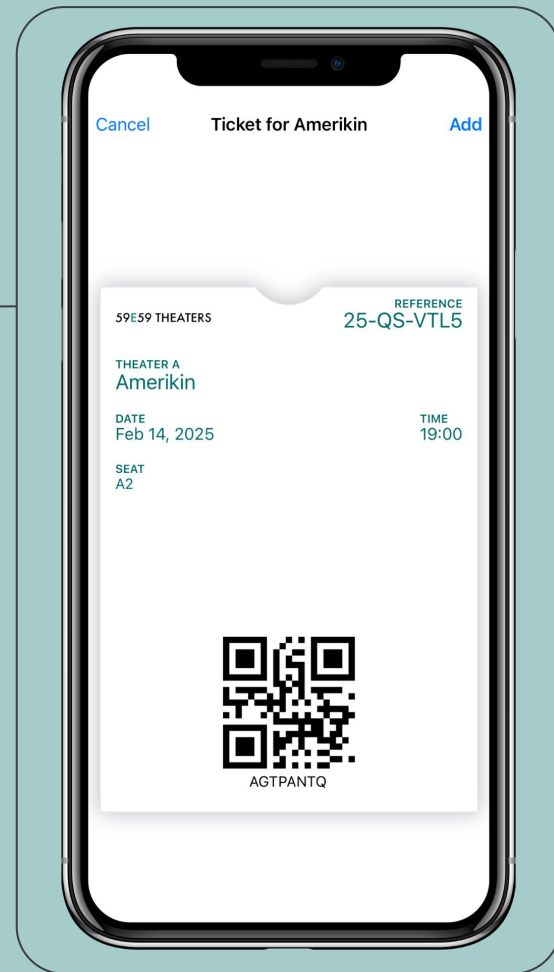 Cancel Ticket for Amerikin Add
59E59 THEATERS REFERENCE
25-QS-VTL5
THEATER A
Amerikin
DATE TIME
Feb 14, 2025 19:00
SEAT
A2
AGTPANTQ